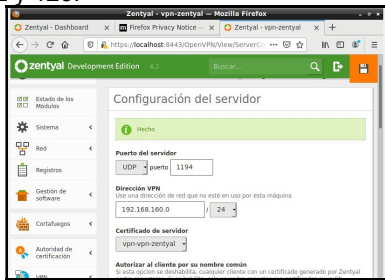 Zentyal - vpn-zentyal — Mozilla Firefox
Zentyal - Dashboard
Firefox Privacy Notice —
Zentyal - vpn-zentyal
https://localhost:8443/OpenVPN/View/ServerCo
zentyal Development Edition 6.2
Buscar...
Estado de los Módulos
Sistema
Red
Registros
Gestión de software
Cortafuegos
Autoridad de certificación
VPN
Configuración del servidor
Hecho
Puerto del servidor
UDP puerto 1194
Dirección VPN
Use una dirección de red que no esté en uso por esta máquina
192.168.160.0 / 24
Certificado de servidor
vpn-vpn-zentyal
Autorizar al cliente por su nombre común
Si esta opción se deshabilita, cualquier cliente con un certificado generado por Zentyal